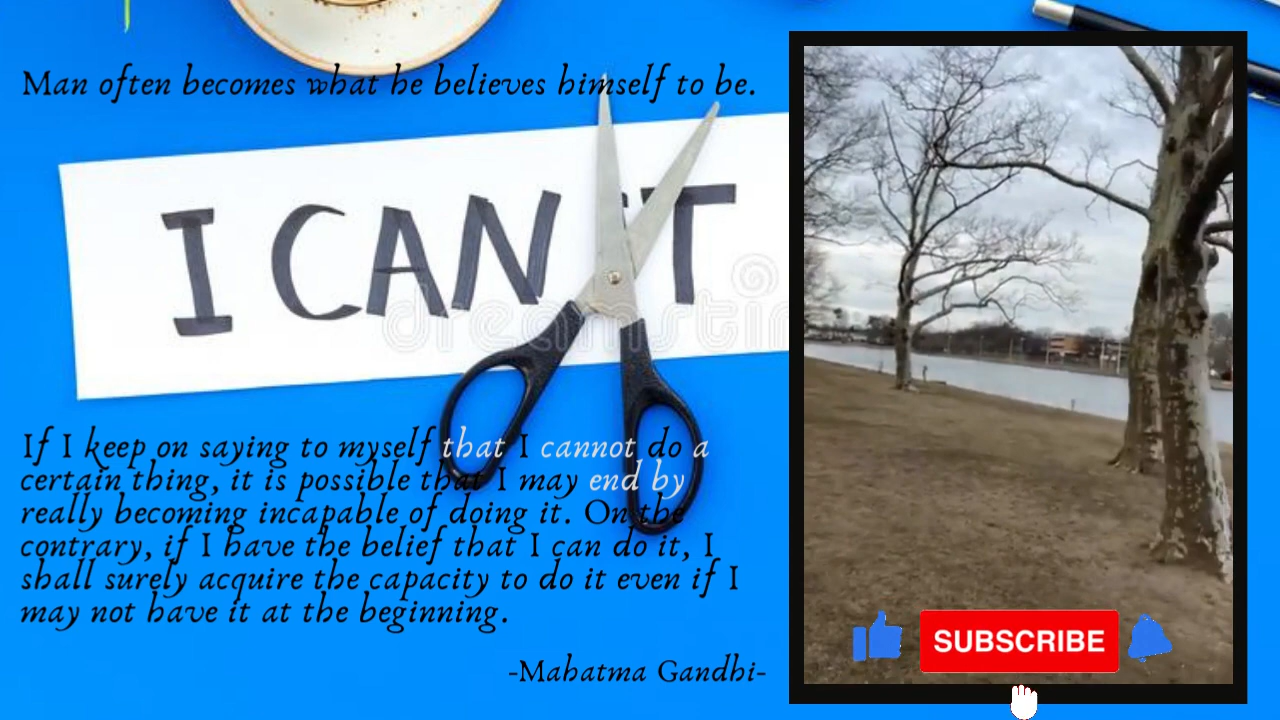 Man often becomes what he believes himself to be.
I CAN'T
dreamstim
If I keep on saying to myself that I cannot do a
certain thing, it is possible that I may end by
really becoming incapable of doing it. On the
contrary, if I have the belief that I can do it, I
shall surely acquire the capacity to do it even if I
may not have it at the beginning.
-Mahatma Gandhi-
SUBSCRIBE